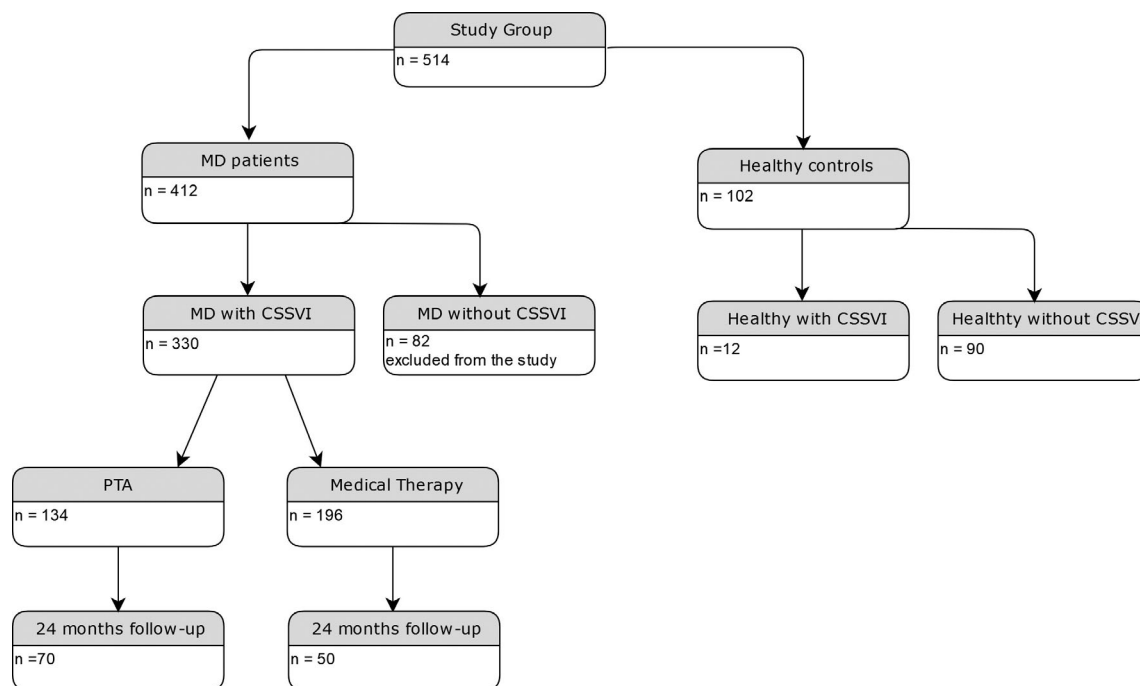 Study Group
n = 514
MD patients
n = 412
Healthy controls
n = 102
MD with CSSVI
n = 330
MD without CSSVI
n = 82
excluded from the study
Healthy with CSSVI
n =12
Healthty without CSSV
n = 90
PTA
n = 134
Medical Therapy
n = 196
24 months follow-up
n =70
24 months follow-up
n = 50